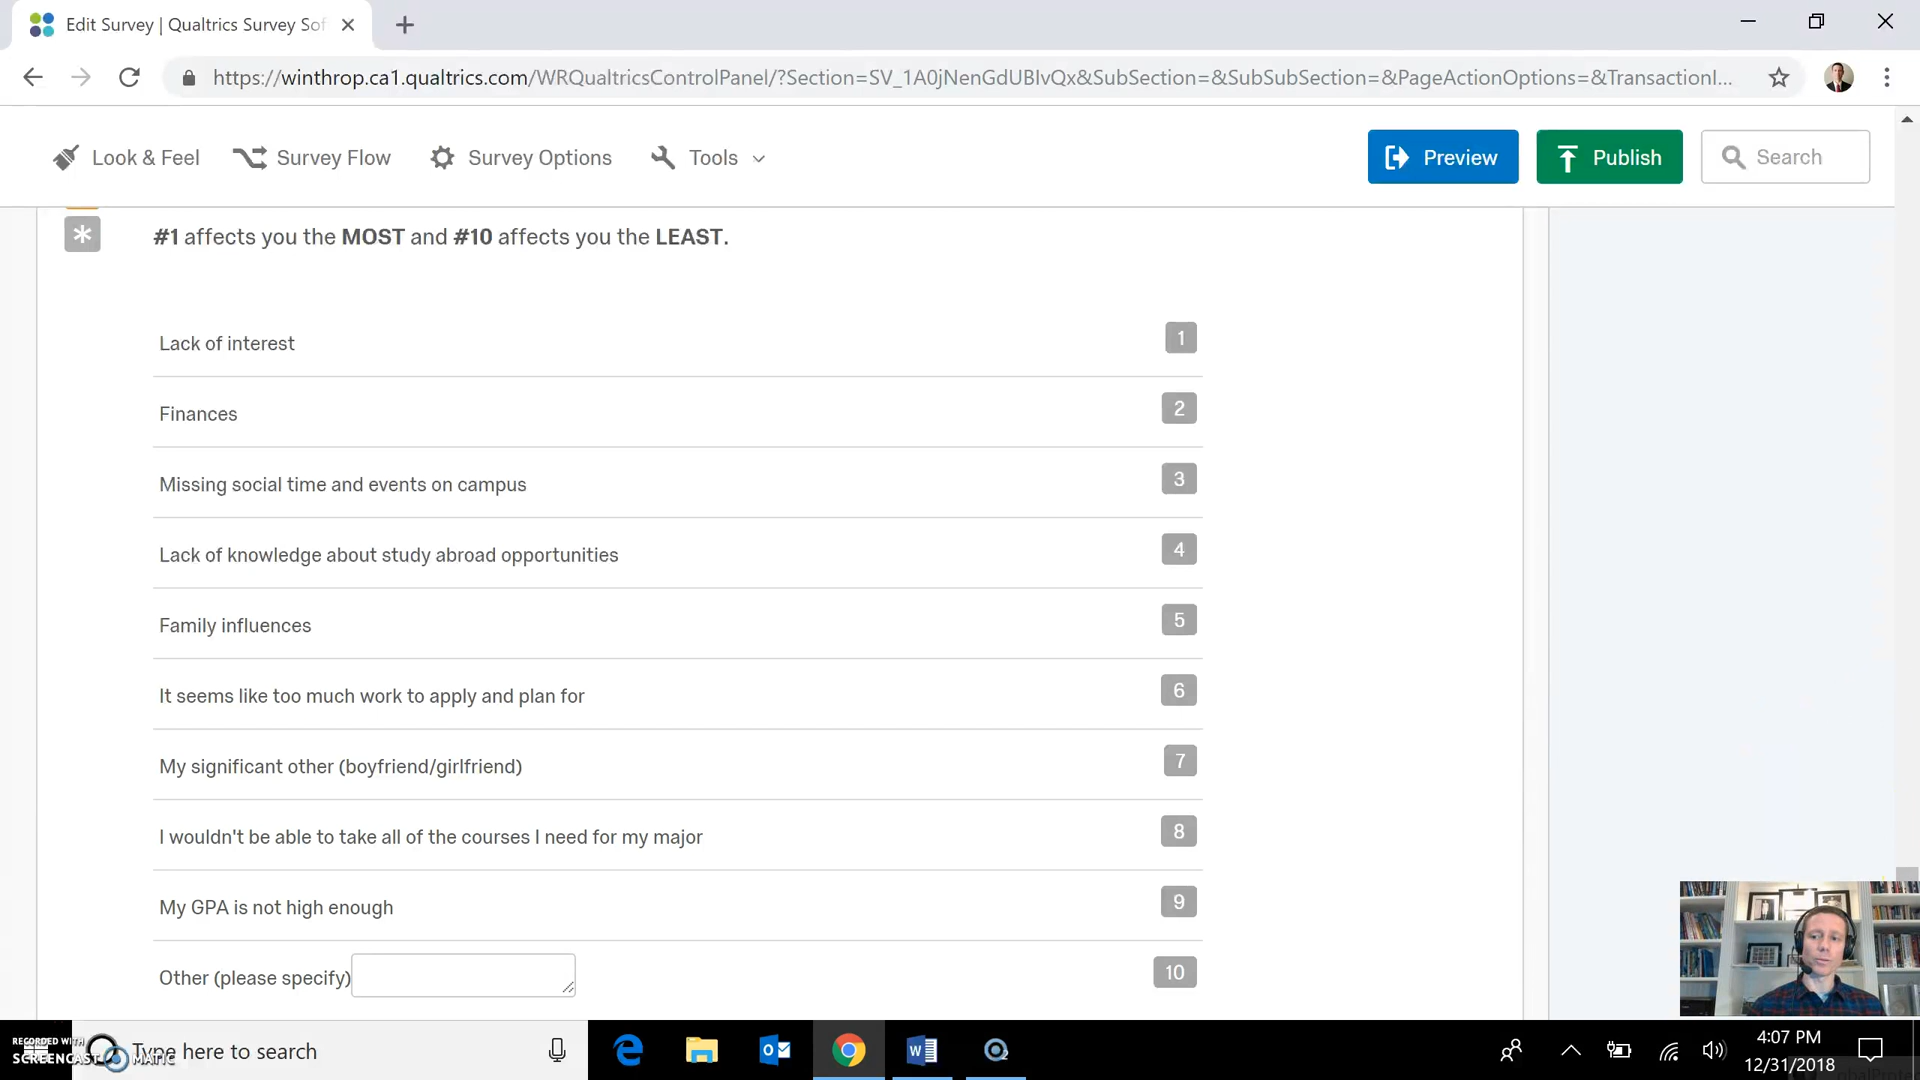 Edit Survey | Qualtrics Survey Sof
https://winthrop.ca1.qualtrics.com/WRQualtricsControlPanel/?Section=SV_1A0jNenGdUBIvQx&SubSection=&SubSubSection=&PageActionOptions=&TransactionI...
Look & Feel
Survey Flow
Survey Options
Tools
Preview
Publish
Search
#1 affects you the MOST and #10 affects you the LEAST.
Lack of interest 1
Finances 2
Missing social time and events on campus 3
Lack of knowledge about study abroad opportunities 4
Family influences 5
It seems like too much work to apply and plan for 6
My significant other (boyfriend/girlfriend) 7
I wouldn't be able to take all of the courses I need for my major 8
My GPA is not high enough 9
Other (please specify) 10
RECORDED WITH
SCREENCAST MATIC
Type here to search
4:07 PM
12/31/2018